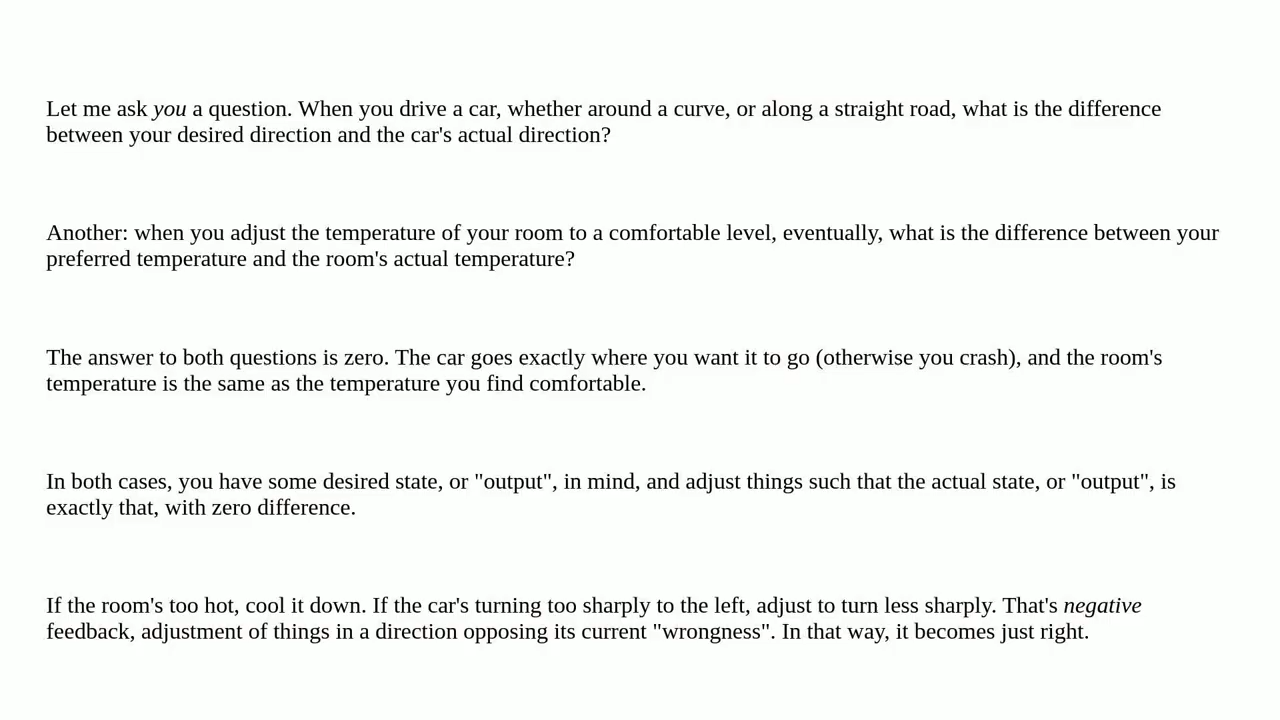 Let me ask you a question. When you drive a car, whether around a curve, or along a straight road, what is the difference
between your desired direction and the car's actual direction?
Another: when you adjust the temperature of your room to a comfortable level, eventually, what is the difference between your
preferred temperature and the room's actual temperature?
The answer to both questions is zero. The car goes exactly where you want it to go (otherwise you crash), and the room's
temperature is the same as the temperature you find comfortable.
In both cases, you have some desired state, or "output", in mind, and adjust things such that the actual state, or "output", is
exactly that, with zero difference.
If the room's too hot, cool it down. If the car's turning too sharply to the left, adjust to turn less sharply. That's negative
feedback, adjustment of things in a direction opposing its current "wrongness". In that way, it becomes just right.